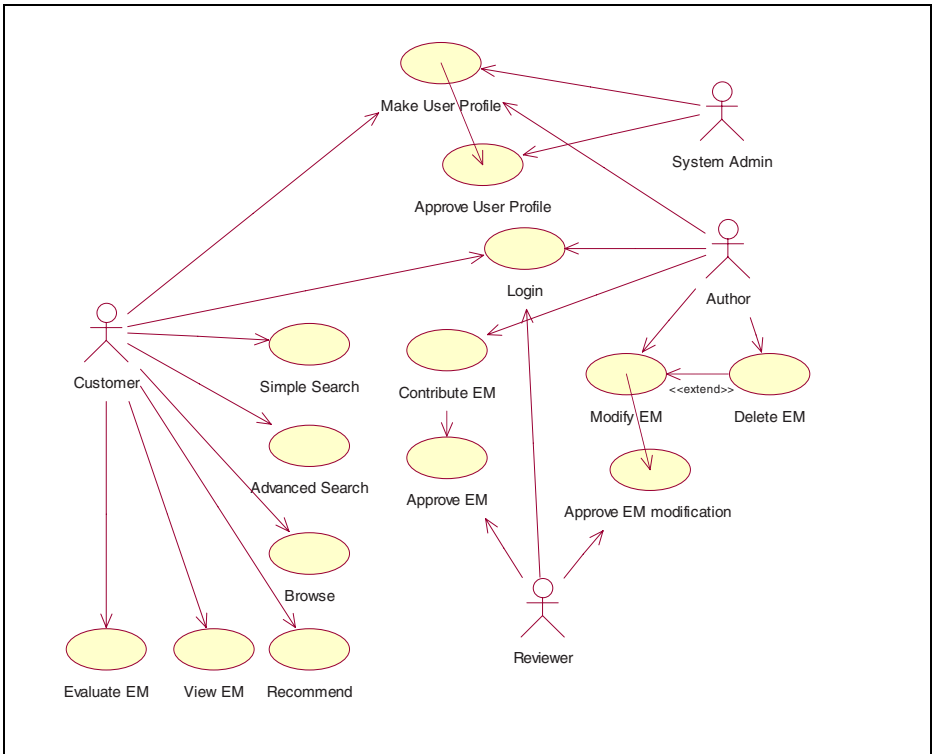 Make User Profile
System Admin
Approve User Profile
Login
Author
Customer
Simple Search
Contribute EM
<<extend>>
Modify EM
Delete EM
Advanced Search
Approve EM
Approve EM modification
Browse
Reviewer
Evaluate EM
View EM
Recommend